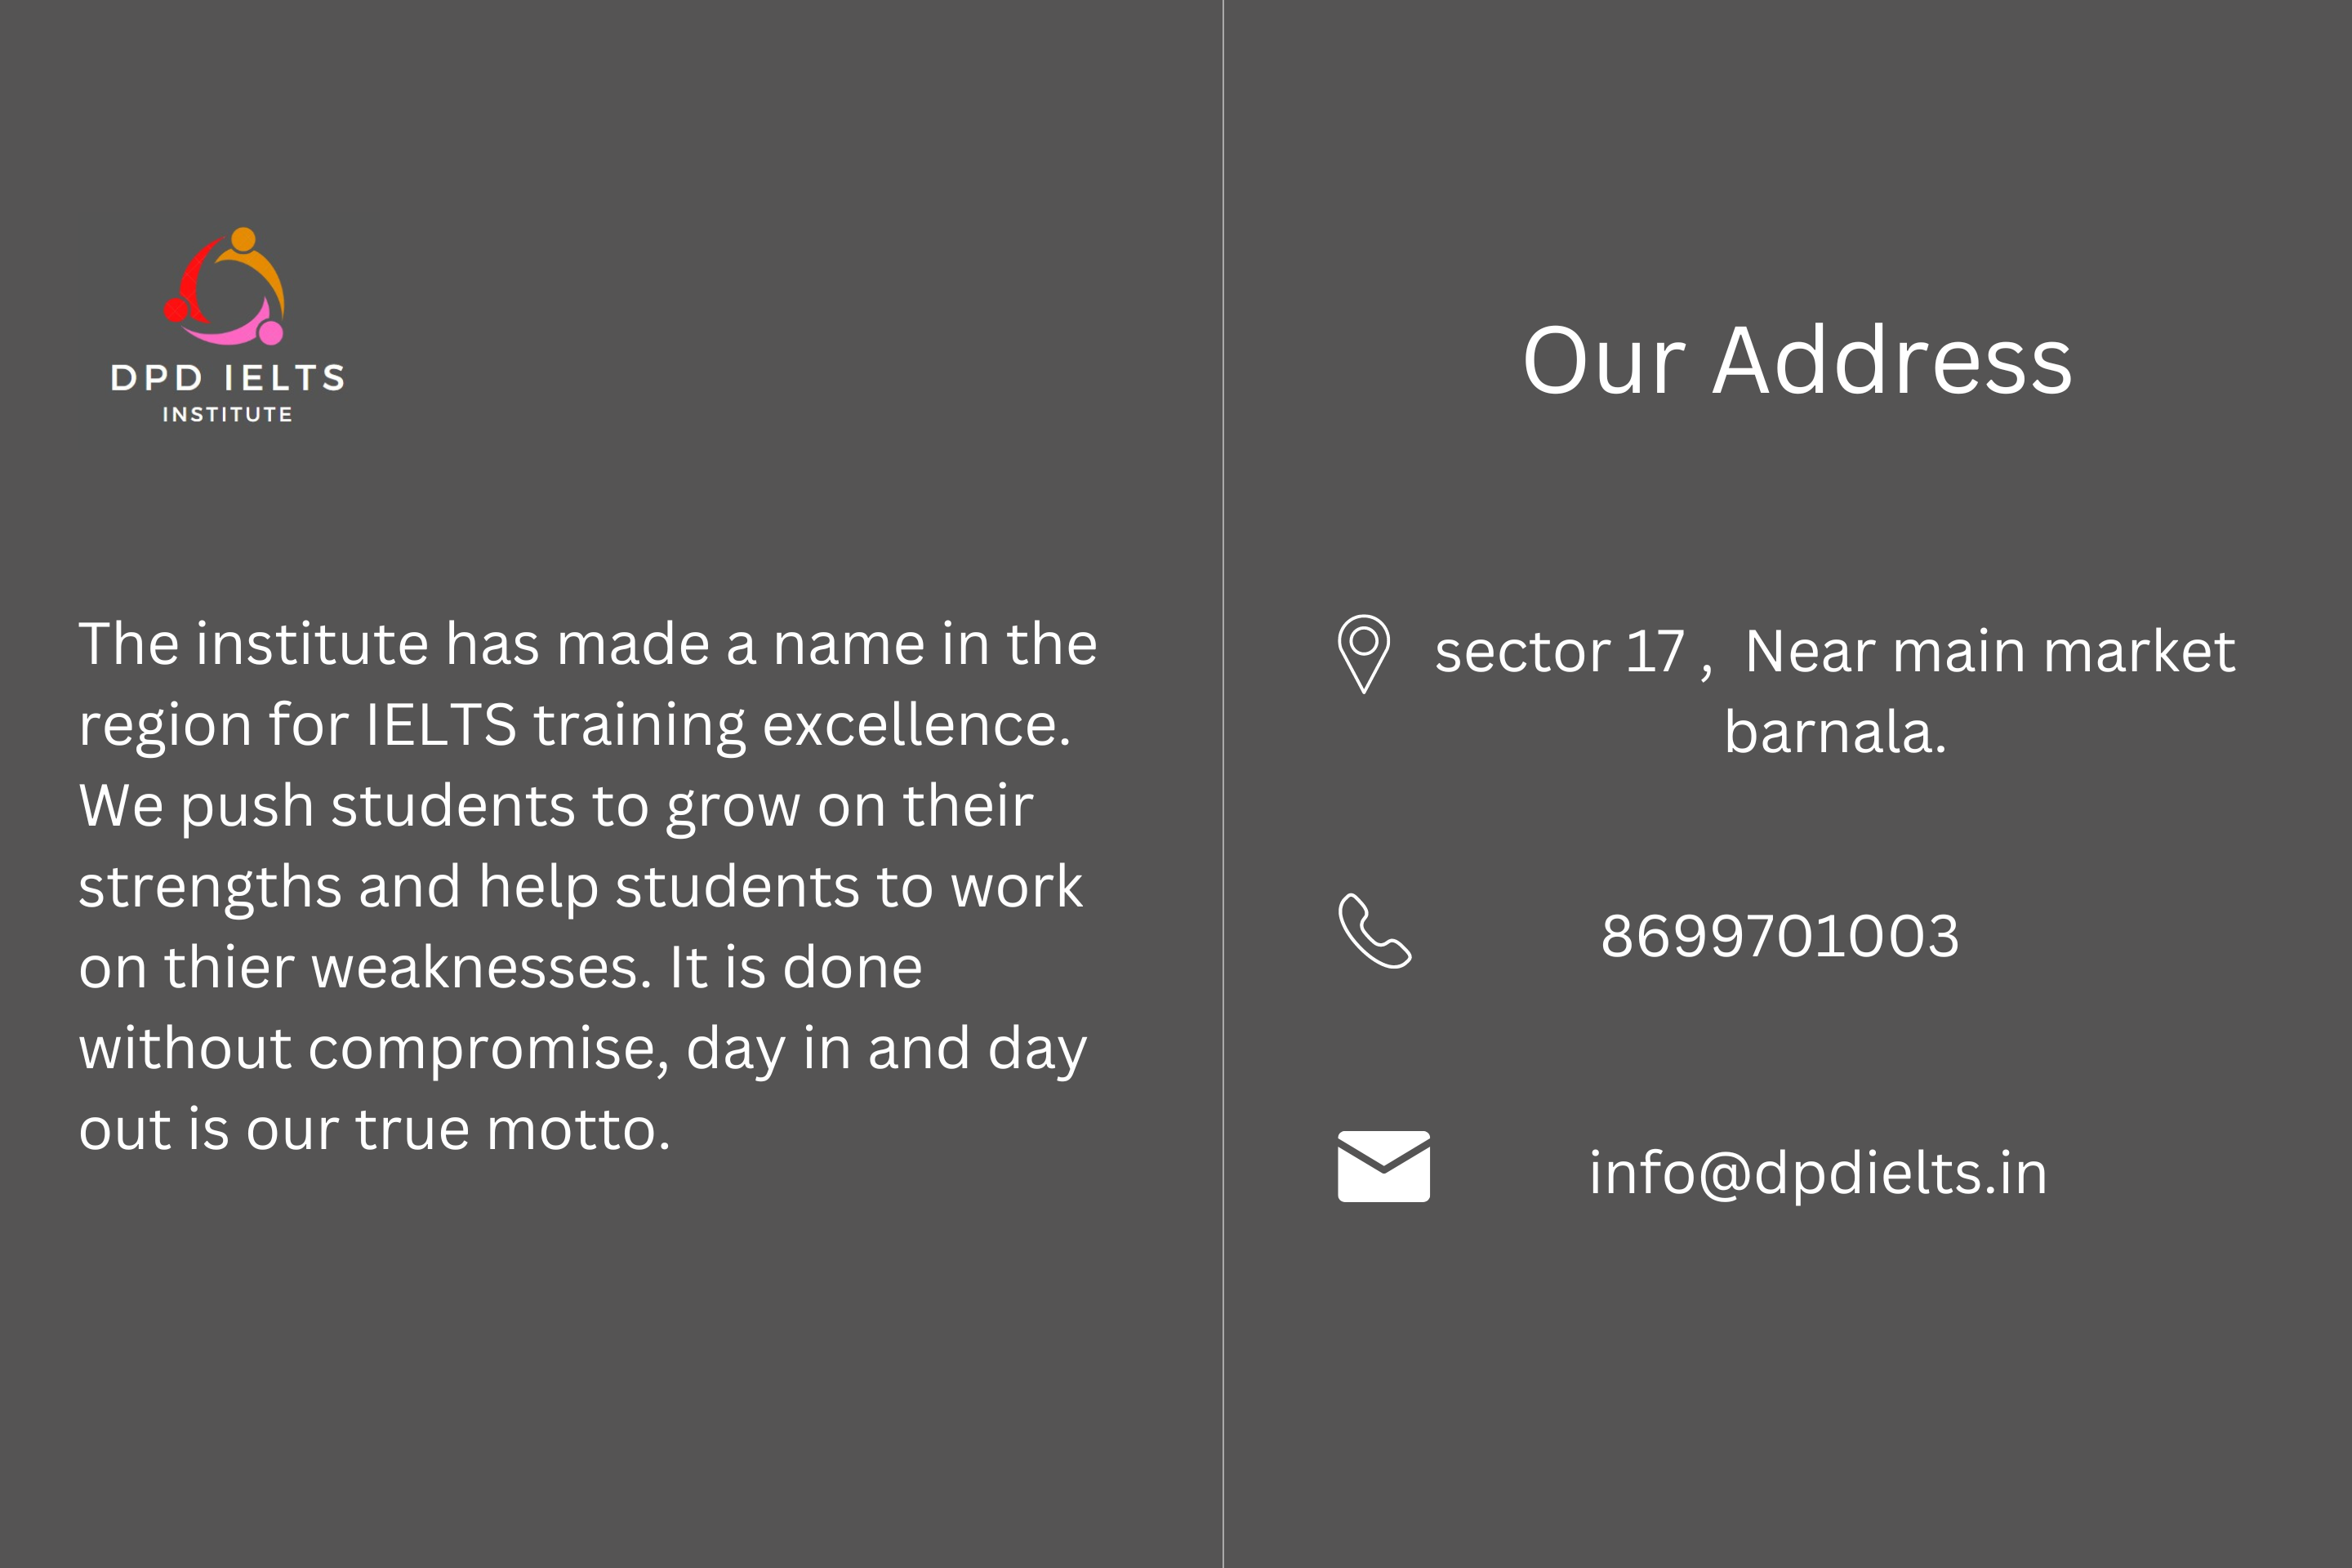 DPD IELTS
INSTITUTE
The institute has made a name in the
region for IELTS training excellence.
We push students to grow on their
strengths and help students to work
on thier weaknesses. It is done
without compromise, day in and day
out is our true motto.
Our Address
sector 17 ,  Near main market
barnala.
8699701003
info@dpdielts.in